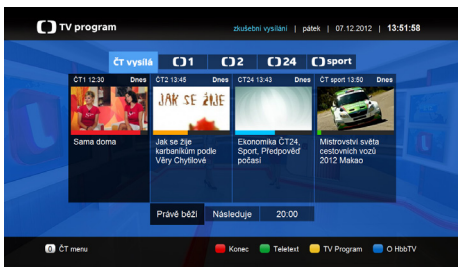 TV program
zkušební vysílání | pátek | 07.12.2012 | 13:51:58
ČT vysílá 1 2 24 sport
ČT1 12:30 Dnes
ČT2 13:45 Dnes
ČT24 13:43 Dnes
ČT sport 13:50 Dnes
JAK SE ŽIJE
Sama doma
Jak se žije
karbaníkům podle
Věry Chytilové
Ekonomika ČT24,
Sport, Předpověď
počasí
Mistrovství světa
cestovních vozů
2012 Makao
Právě běží Následuje 20:00
0 ČT menu
Konec Teletext TV Program O HbbTV